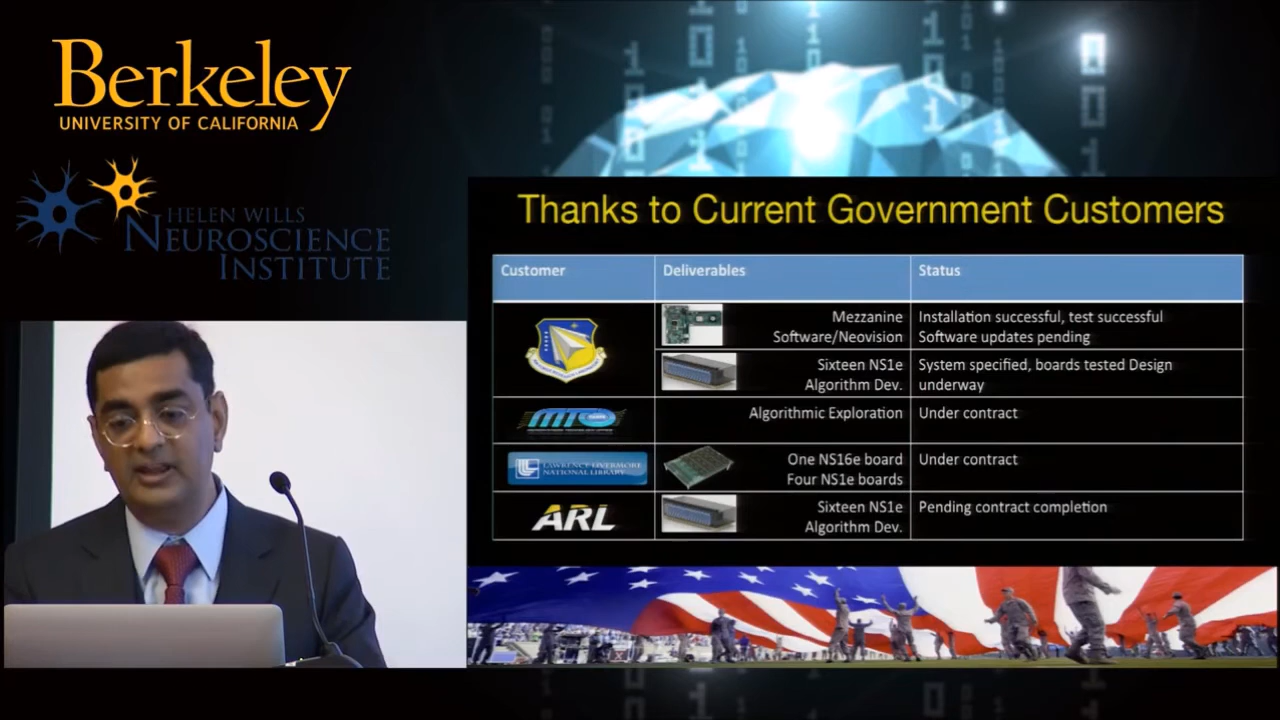 Berkeley
UNIVERSITY OF CALIFORNIA
HELEN WILLS
NEUROSCIENCE
INSTITUTE
Thanks to Current Government Customers
Customer
Deliverables
Status
Mezzanine
Software/Neovision
Installation successful, test successful
Software updates pending
Sixteen NS1e
Algorithm Dev.
System specified, boards tested Design
underway
MTO
Algorithmic Exploration
Under contract
LAWRENCE LIVERMORE
NATIONAL LIBRARY
One NS16e board
Four NS1e boards
Under contract
ARL
Sixteen NS1e
Algorithm Dev.
Pending contract completion